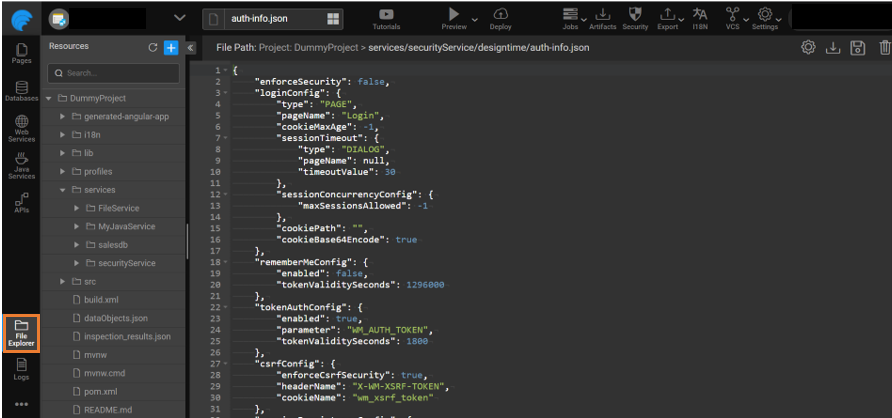 auth-info.json
Tutorials
Preview
Deploy
Jobs
Artifacts
Security
Export
I18N
VCS
Settings
Pages
Databases
Web Services
Java Services
APIs
File Explorer
Logs
Resources
Search...
DummyProject
generated-angular-app
i18n
lib
profiles
services
FileService
MyJavaService
salesdb
securityService
src
build.xml
dataObjects.json
inspection_results.json
mvnw
mvnw.cmd
pom.xml
README.md
File Path: Project: DummyProject > services/securityService/designtime/auth-info.json
1 {
2 "enforceSecurity": false,
3 "loginConfig": {
4 "type": "PAGE",
5 "pageName": "Login",
6 "cookieMaxAge": -1,
7 "sessionTimeout": {
8 "type": "DIALOG",
9 "pageName": null,
10 "timeoutValue": 30
11 },
12 "sessionConcurrencyConfig": {
13 "maxSessionsAllowed": -1
14 },
15 "cookiePath": "",
16 "cookieBase64Encode": true
17 },
18 "rememberMeConfig": {
19 "enabled": false,
20 "tokenValiditySeconds": 1296000
21 },
22 "tokenAuthConfig": {
23 "enabled": true,
24 "parameter": "WM_AUTH_TOKEN",
25 "tokenValiditySeconds": 1800
26 },
27 "csrfConfig": {
28 "enforceCsrfSecurity": true,
29 "headerName": "X-WM-XSRF-TOKEN",
30 "cookieName": "wm_xsrf_token"
31 },